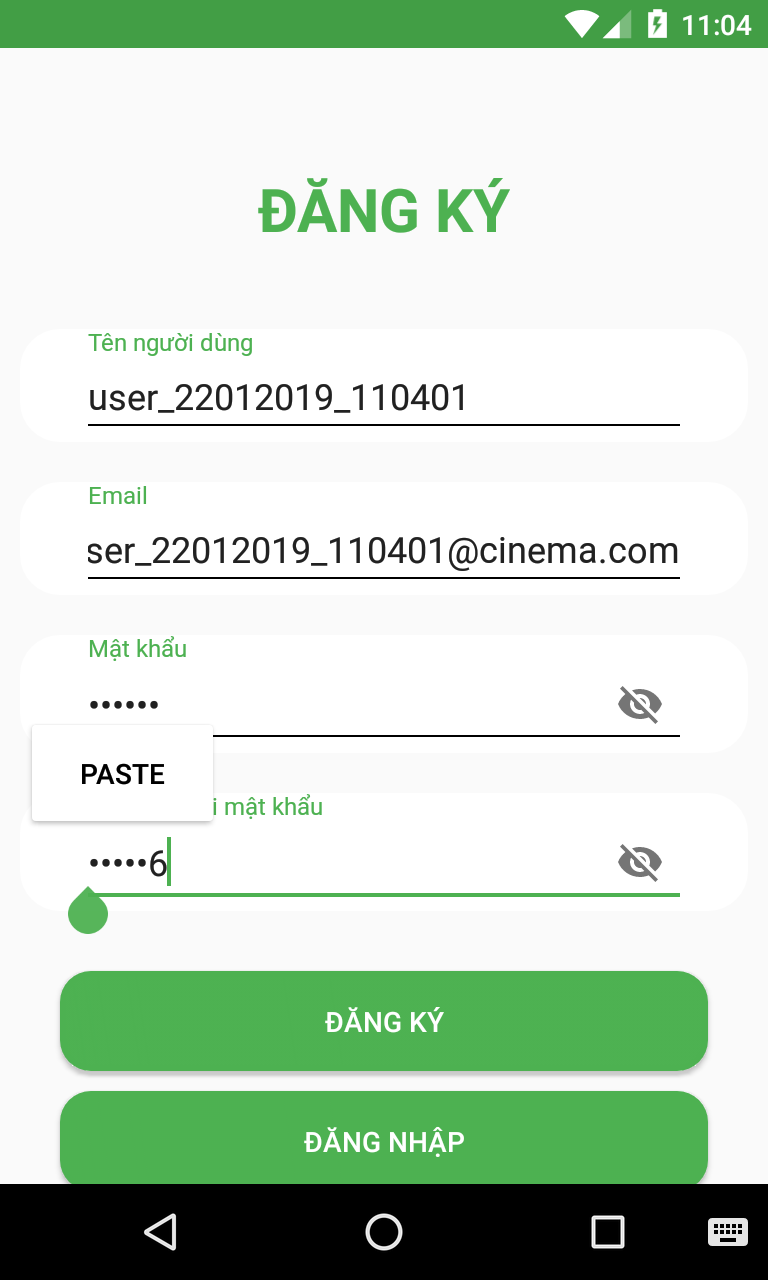 11:04
ĐĂNG KÝ
Tên người dùng
user_22012019_110401
Email
ser_22012019_110401@cinema.com
Mật khẩu
••••••
PASTE
i mật khẩu
•••••6
ĐĂNG KÝ
ĐĂNG NHẬP